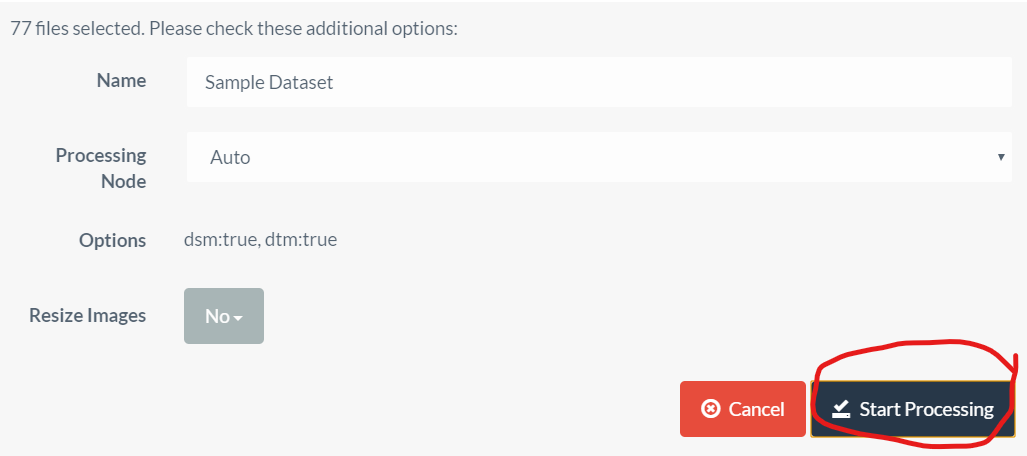 77 files selected. Please check these additional options:
Name
Sample Dataset
Processing
Node
Auto
Options
dsm:true, dtm:true
Resize Images
No
Cancel
Start Processing